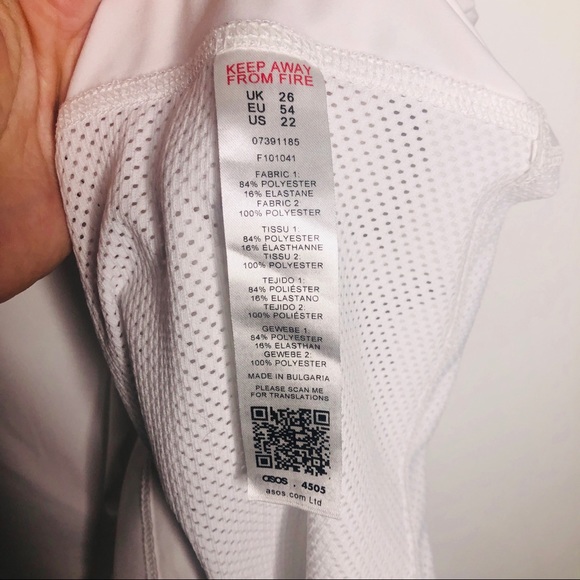 KEEP AWAY
FROM FIRE
UK 26
EU 54
US 22
07391185
F101041
FABRIC 1:
84% POLYESTER
16% ELASTANE
FABRIC 2
100% POLYESTER
TISSU 1:
84% POLYESTER
16% ÉLASTHANNE
TISSU 2:
100% POLYESTER
TEJIDO 1:
84% POLIÉSTER
16% ELASTANO
TEJIDO 2:
100% POLIÉSTER
GEWEBE 1:
84% POLYESTER
16% ELASTHAN
GEWEBE 2:
100% POLYESTER
MADE IN BULGARIA
PLEASE SCAN ME
FOR TRANSLATIONS
asos . 4505
asos.com Ltd